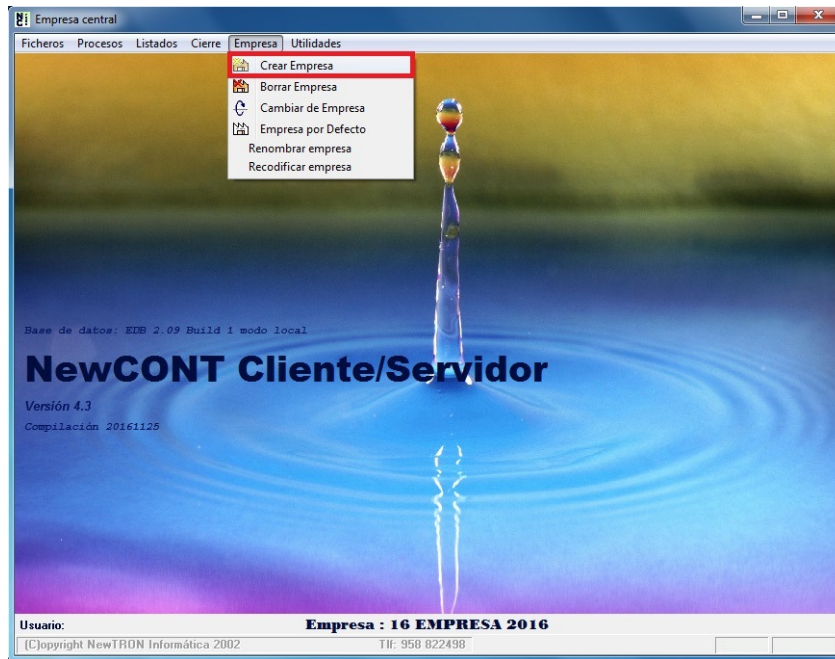 Empresa central
Ficheros Procesos Listados Cierre Empresa Utilidades
Crear Empresa
Borrar Empresa
Cambiar de Empresa
Empresa por Defecto
Renombrar empresa
Recodificar empresa
Base de datos: EDB 2.09 Build 1 modo local
NewCONT Cliente/Servidor
Versión 4.3
Compilación 20161125
Usuario: Empresa : 16 EMPRESA 2016
(C)opyright NewTRON Informática 2002 Tlf: 958 822498